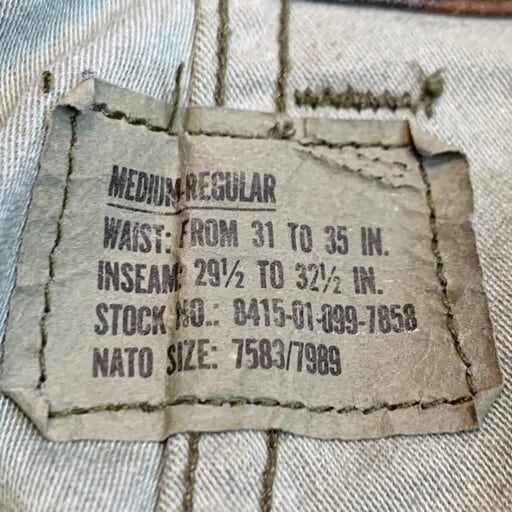 MEDIUM-REGULAR
WAIST: FROM 31 TO 35 IN.
INSEAM: 29½ TO 32½ IN.
STOCK NO.: 8415-01-099-7858
NATO SIZE: 7583/7989